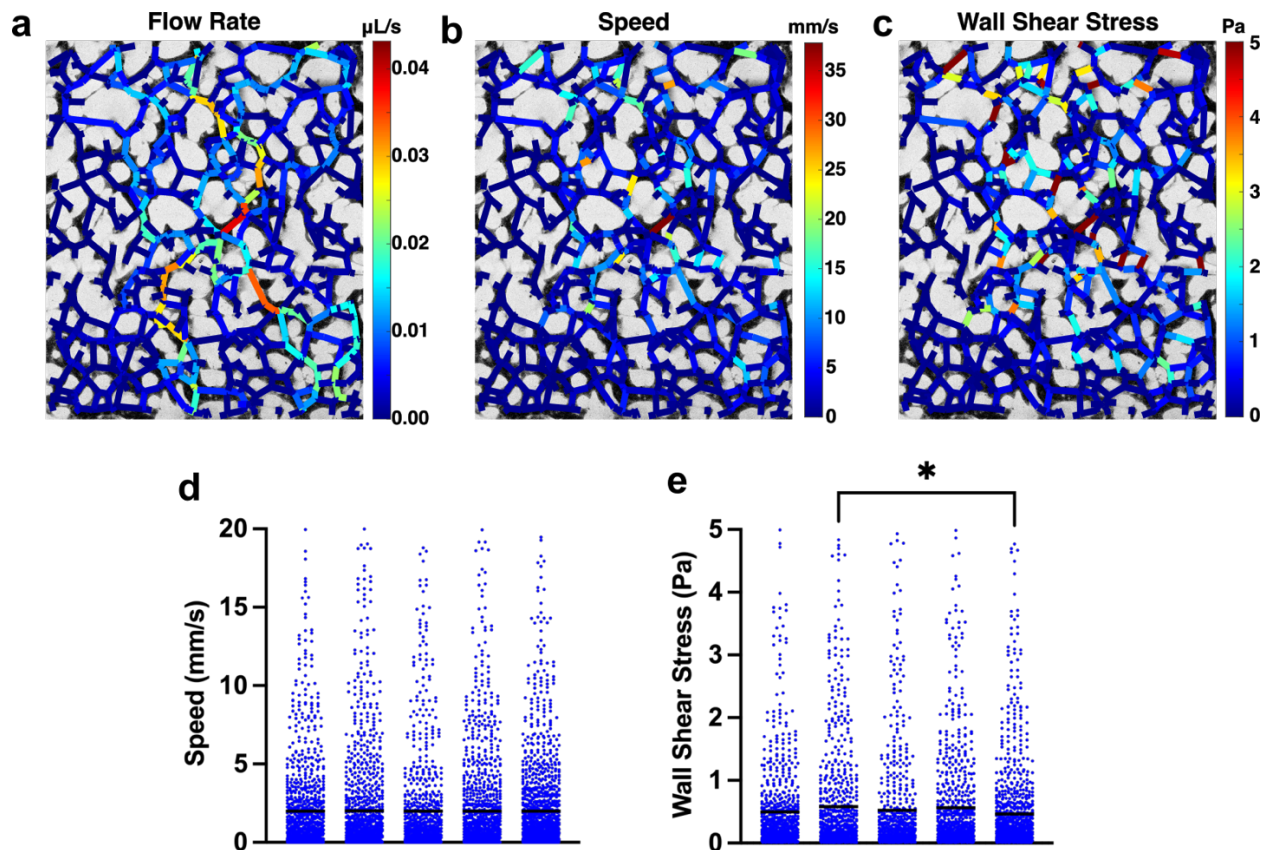 a
Flow Rate
µL/s
0.04
0.03
0.02
0.01
0.00
b
Speed
mm/s
35
30
25
20
15
10
5
0
c
Wall Shear Stress
Pa
5
4
3
2
1
0
d
Speed (mm/s)
20
15
10
5
0
e
*
Wall Shear Stress (Pa)
5
4
3
2
1
0